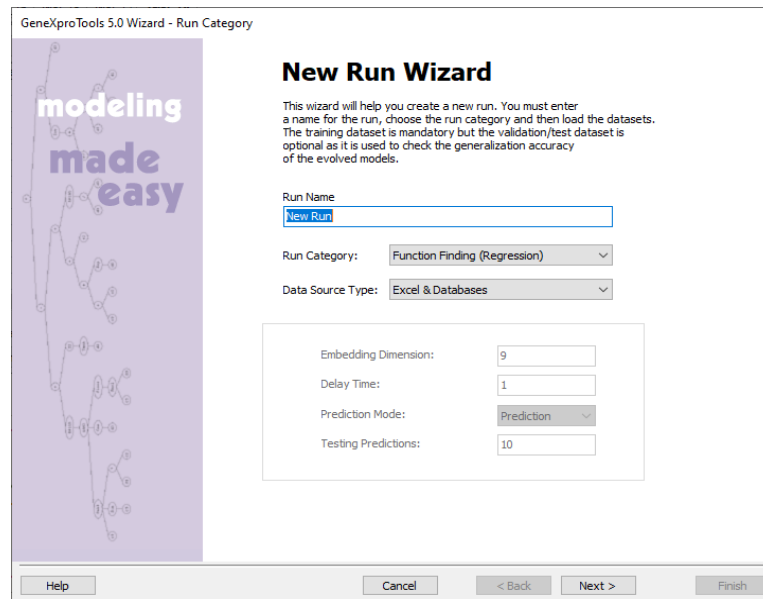 GeneXproTools 5.0 Wizard - Run Category
modeling
made
easy
New Run Wizard
This wizard will help you create a new run. You must enter
a name for the run, choose the run category and then load the datasets.
The training dataset is mandatory but the validation/test dataset is
optional as it is used to check the generalization accuracy
of the evolved models.
Run Name
New Run
Run Category: Function Finding (Regression)
Data Source Type: Excel & Databases
Embedding Dimension: 9
Delay Time: 1
Prediction Mode: Prediction
Testing Predictions: 10
Help Cancel < Back Next > Finish